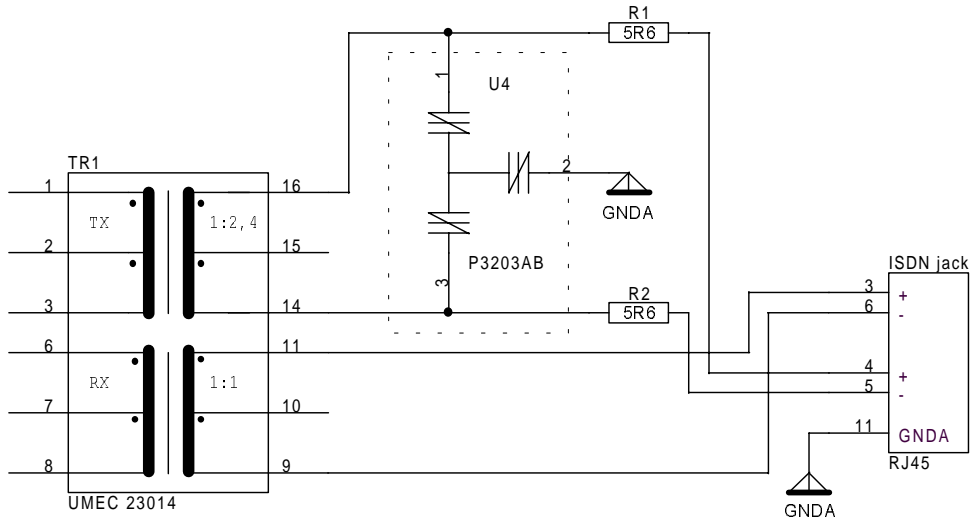 R1
5R6
1
U4
TR1
1
16
2
GNDA
TX
1:2,4
2
15
P3203AB
3
ISDN jack
3
14
R2
5R6
3
+
6
-
6
11
RX
1:1
4
+
5
-
7
10
11
GNDA
8
9
RJ45
UMEC 23014
GNDA